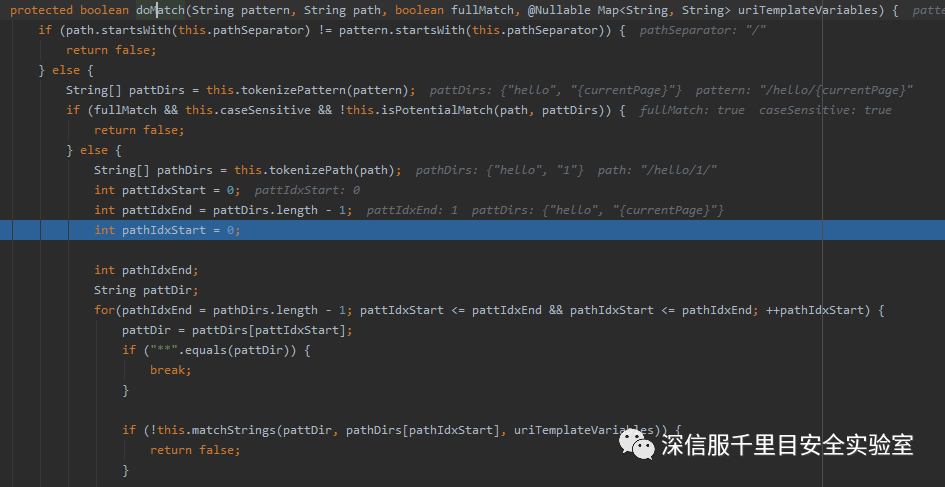 protected boolean doMatch(String pattern, String path, boolean fullMatch, @Nullable Map<String, String> uriTemplateVariables) { patte
if (path.startsWith(this.pathSeparator) != pattern.startsWith(this.pathSeparator)) { pathSeparator: "/"
return false;
} else {
String[] pattDirs = this.tokenizePattern(pattern); pattDirs: {"hello", "{currentPage}"} pattern: "/hello/{currentPage}"
if (fullMatch && this.caseSensitive && !this.isPotentialMatch(path, pattDirs)) { fullMatch: true caseSensitive: true
return false;
} else {
String[] pathDirs = this.tokenizePath(path); pathDirs: {"hello", "1"} path: "/hello/1/"
int pattIdxStart = 0; pattIdxStart: 0
int pattIdxEnd = pattDirs.length - 1; pattIdxEnd: 1 pattDirs: {"hello", "{currentPage}"}
int pathIdxStart = 0;
int pathIdxEnd;
String pattDir;
for(pathIdxEnd = pathDirs.length - 1; pattIdxStart <= pattIdxEnd && pathIdxStart <= pathIdxEnd; ++pathIdxStart) {
pattDir = pattDirs[pattIdxStart];
if ("**".equals(pattDir)) {
break;
}
if (!this.matchStrings(pattDir, pathDirs[pathIdxStart], uriTemplateVariables)) {
深信服千里目安全实验室
return false;
}